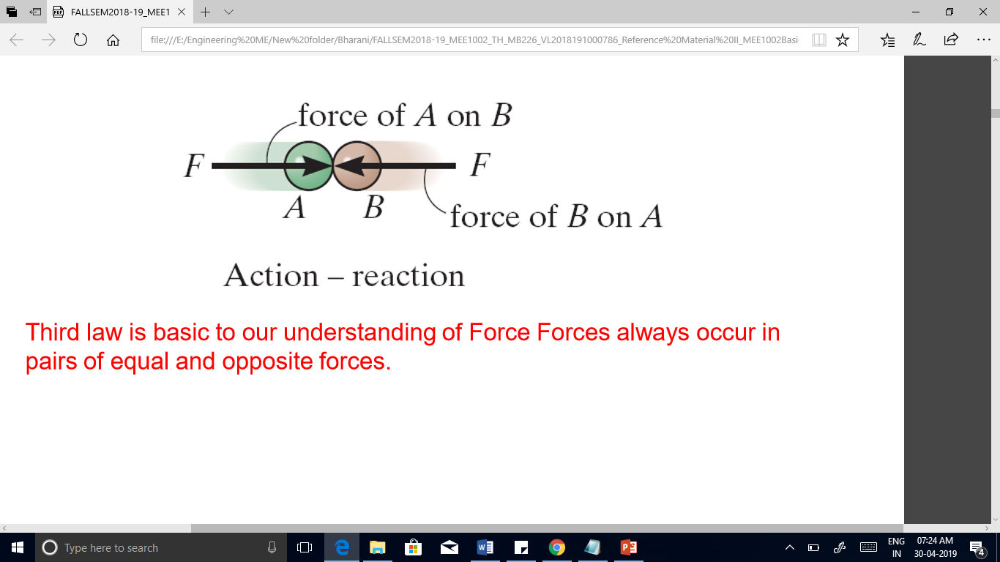 FALLSEM2018-19_MEE1
file:///E:/Engineering%20ME/New%20folder/Bharani/FALLSEM2018-19_MEE1002_TH_MB226_VL2018191000786_Reference%20Material%20II_MEE1002Basi
force of A on B
F F
A B
force of B on A
Action – reaction
Third law is basic to our understanding of Force Forces always occur in
pairs of equal and opposite forces.
Type here to search
ENG 07:24 AM
IN 30-04-2019
4